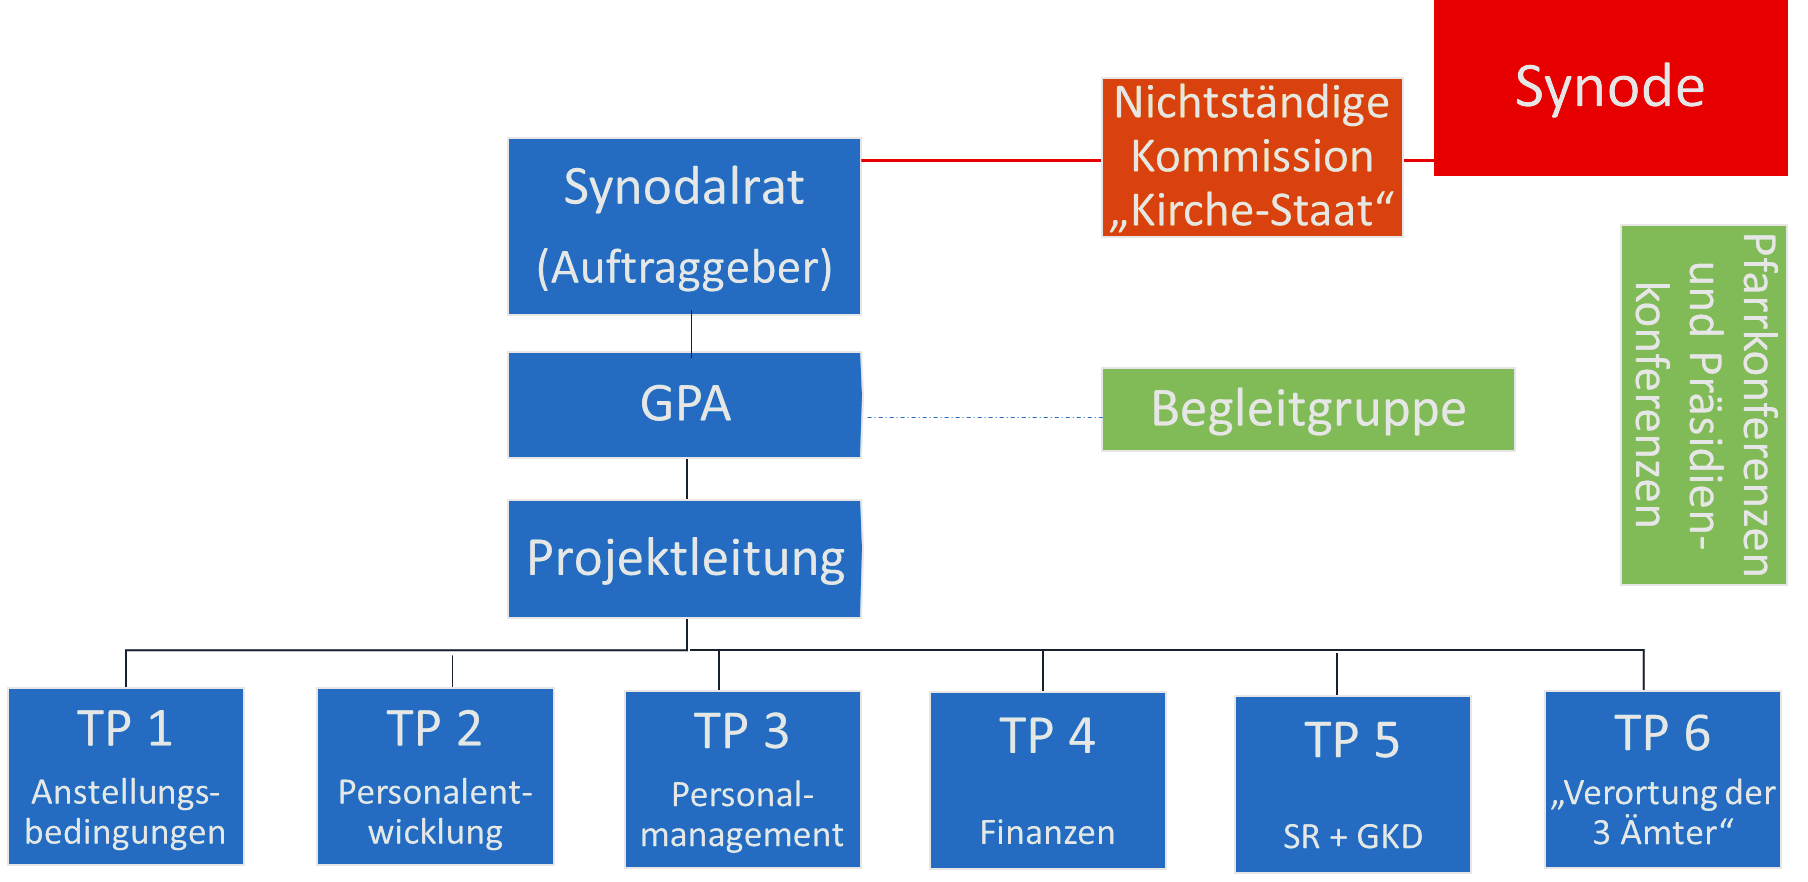 Synode
Nichtständige
Kommission
„Kirche-Staat“
Synodalrat
(Auftraggeber)
Pfarrkonferenzen
und Präsidien-
konferenzen
GPA
Begleitgruppe
Projektleitung
TP 1
Anstellungs-
bedingungen
TP 2
Personalent-
wicklung
TP 3
Personal-
management
TP 4
Finanzen
TP 5
SR + GKD
TP 6
„Verortung der
3 Ämter“